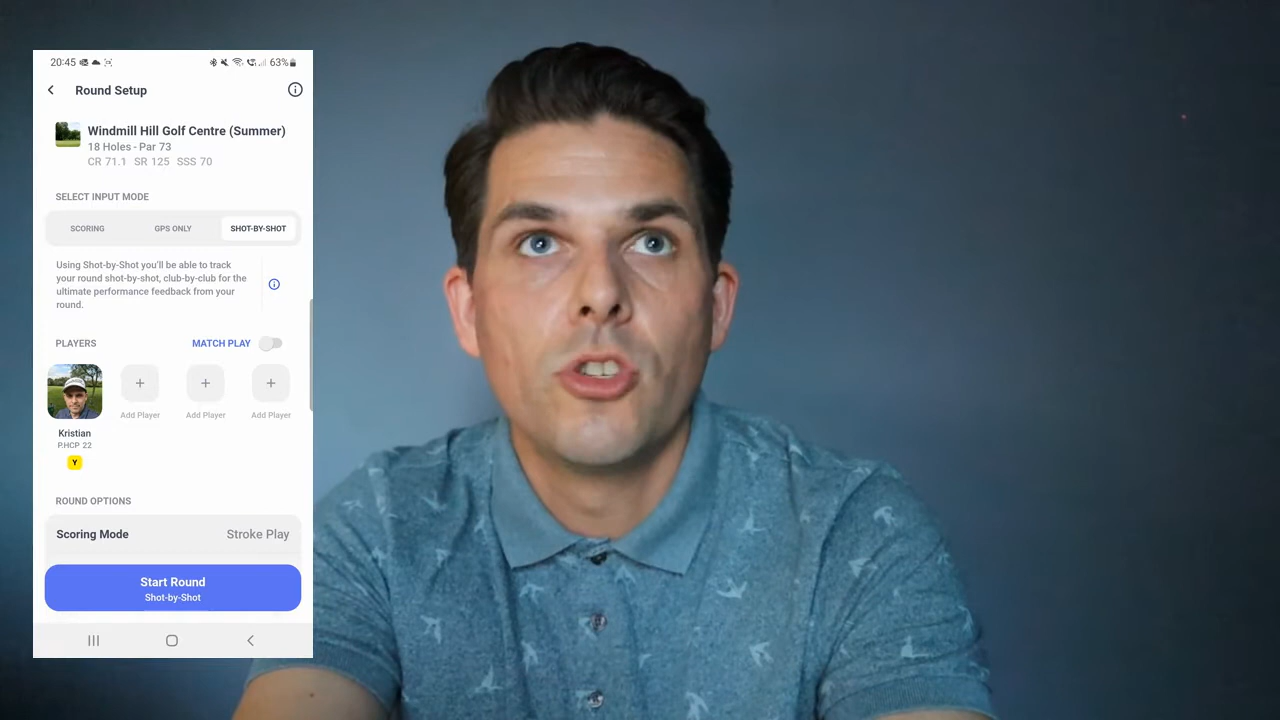 20:45
63%
Round Setup
Windmill Hill Golf Centre (Summer)
18 Holes - Par 73
CR 71.1 SR 125 SSS 70
SELECT INPUT MODE
SCORING GPS ONLY SHOT-BY-SHOT
Using Shot-by-Shot you'll be able to track
your round shot-by-shot, club-by-club for the
ultimate performance feedback from your
round.
PLAYERS MATCH PLAY
Add Player Add Player Add Player
Kristian
P.HCP 22
Y
ROUND OPTIONS
Scoring Mode Stroke Play
Start Round
Shot-by-Shot